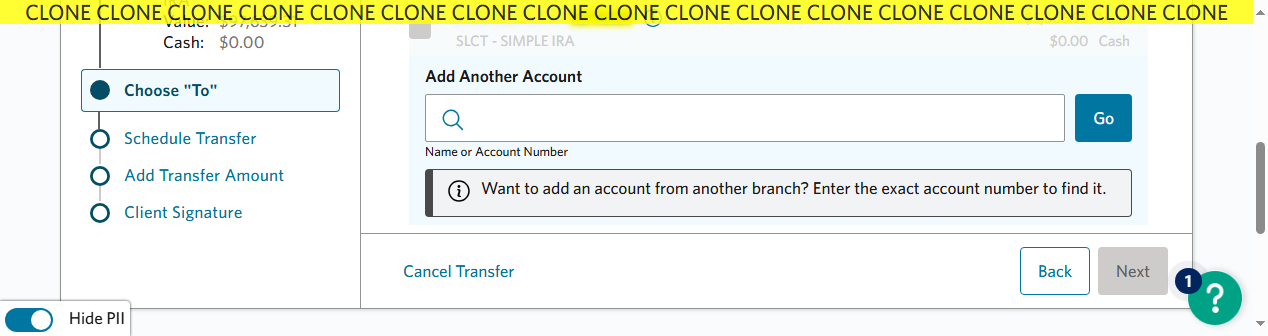 CLONE CLONE CLONE CLONE CLONE CLONE CLONE CLONE CLONE CLONE CLONE CLONE CLONE CLONE CLONE CLONE CLONE
Value:
Cash: $0.00
Choose "To"
Schedule Transfer
Add Transfer Amount
Client Signature
SLCT - SIMPLE IRA $0.00 Cash
Add Another Account
Go
Name or Account Number
Want to add an account from another branch? Enter the exact account number to find it.
Cancel Transfer
Back
Next
1
?
Hide PII